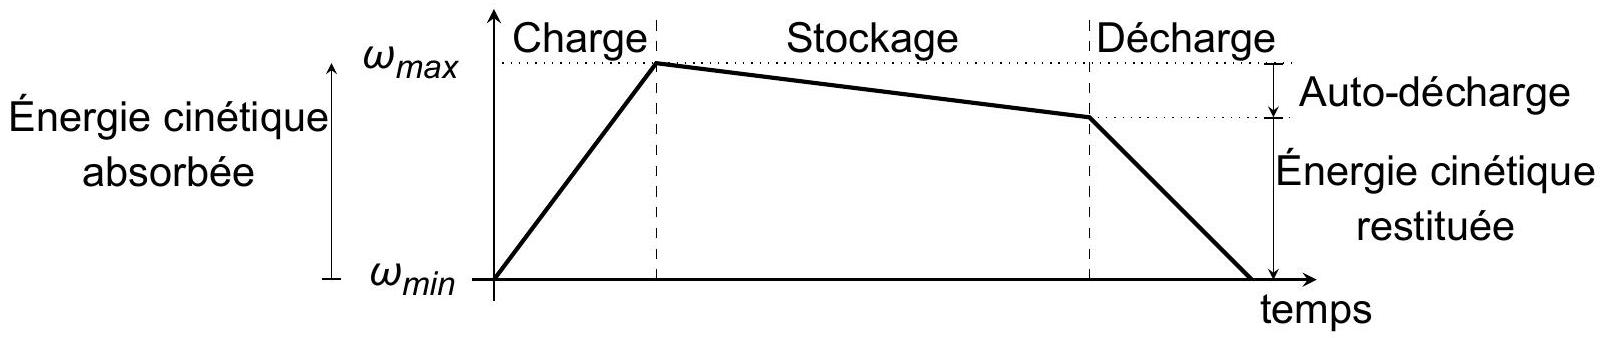 Charge
Stockage
Décharge
ω_max
Auto-décharge
Énergie cinétique
absorbée
Énergie cinétique
restituée
ω_min
temps